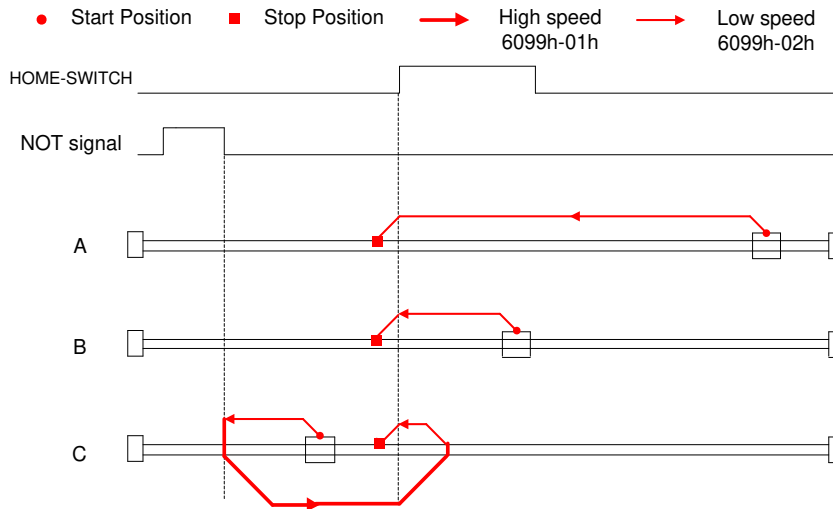 Start Position Stop Position High speed Low speed
6099h-01h 6099h-02h
HOME-SWITCH
NOT signal
A
B
C